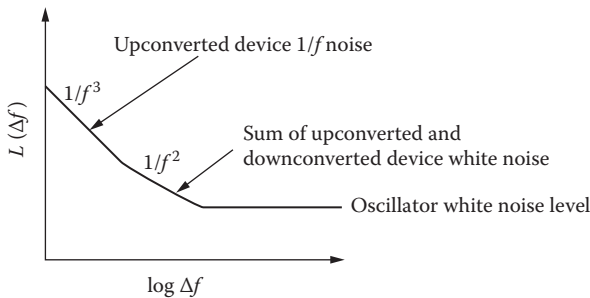 Upconverted device 1/f noise
1/f³
L (Δf)
1/f²
Sum of upconverted and
downconverted device white noise
Oscillator white noise level
log Δf